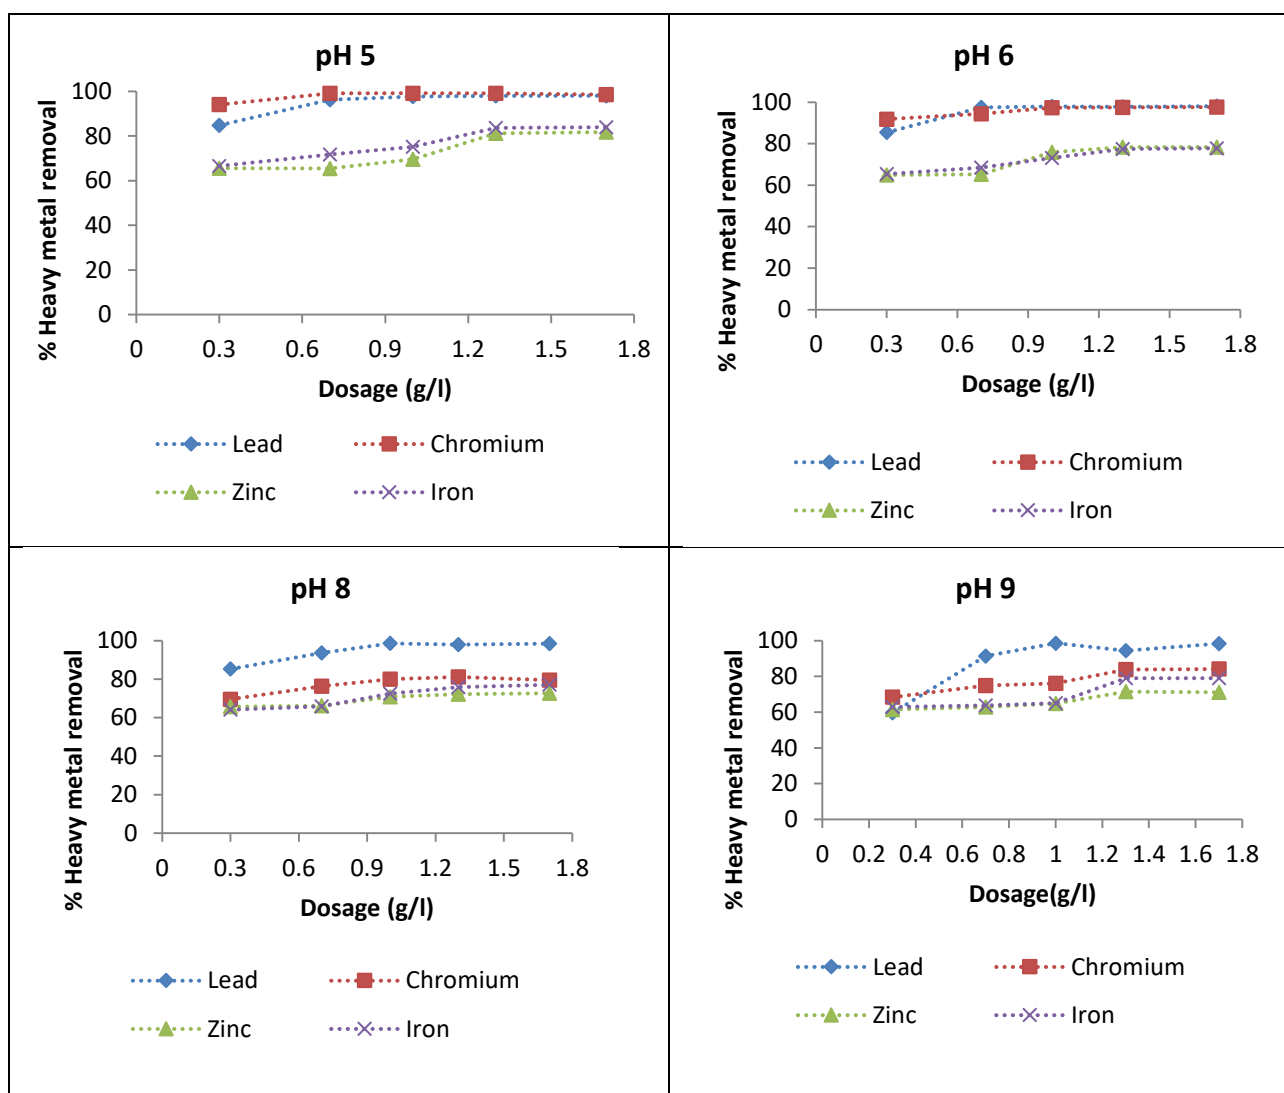 pH 5
% Heavy metal removal
100
80
60
40
20
0
0 0.3 0.6 0.9 1.2 1.5 1.8
Dosage (g/l)
Lead Chromium
Zinc Iron
pH 6
% Heavy metal removal
100
80
60
40
20
0
0 0.3 0.6 0.9 1.2 1.5 1.8
Dosage (g/l)
Lead Chromium
Zinc Iron
pH 8
% Heavy metal removal
100
80
60
40
20
0
0 0.3 0.6 0.9 1.2 1.5 1.8
Dosage (g/l)
Lead Chromium
Zinc Iron
pH 9
% Heavy metal removal
100
80
60
40
20
0
0 0.2 0.4 0.6 0.8 1 1.2 1.4 1.6 1.8
Dosage(g/l)
Lead Chromium
Zinc Iron